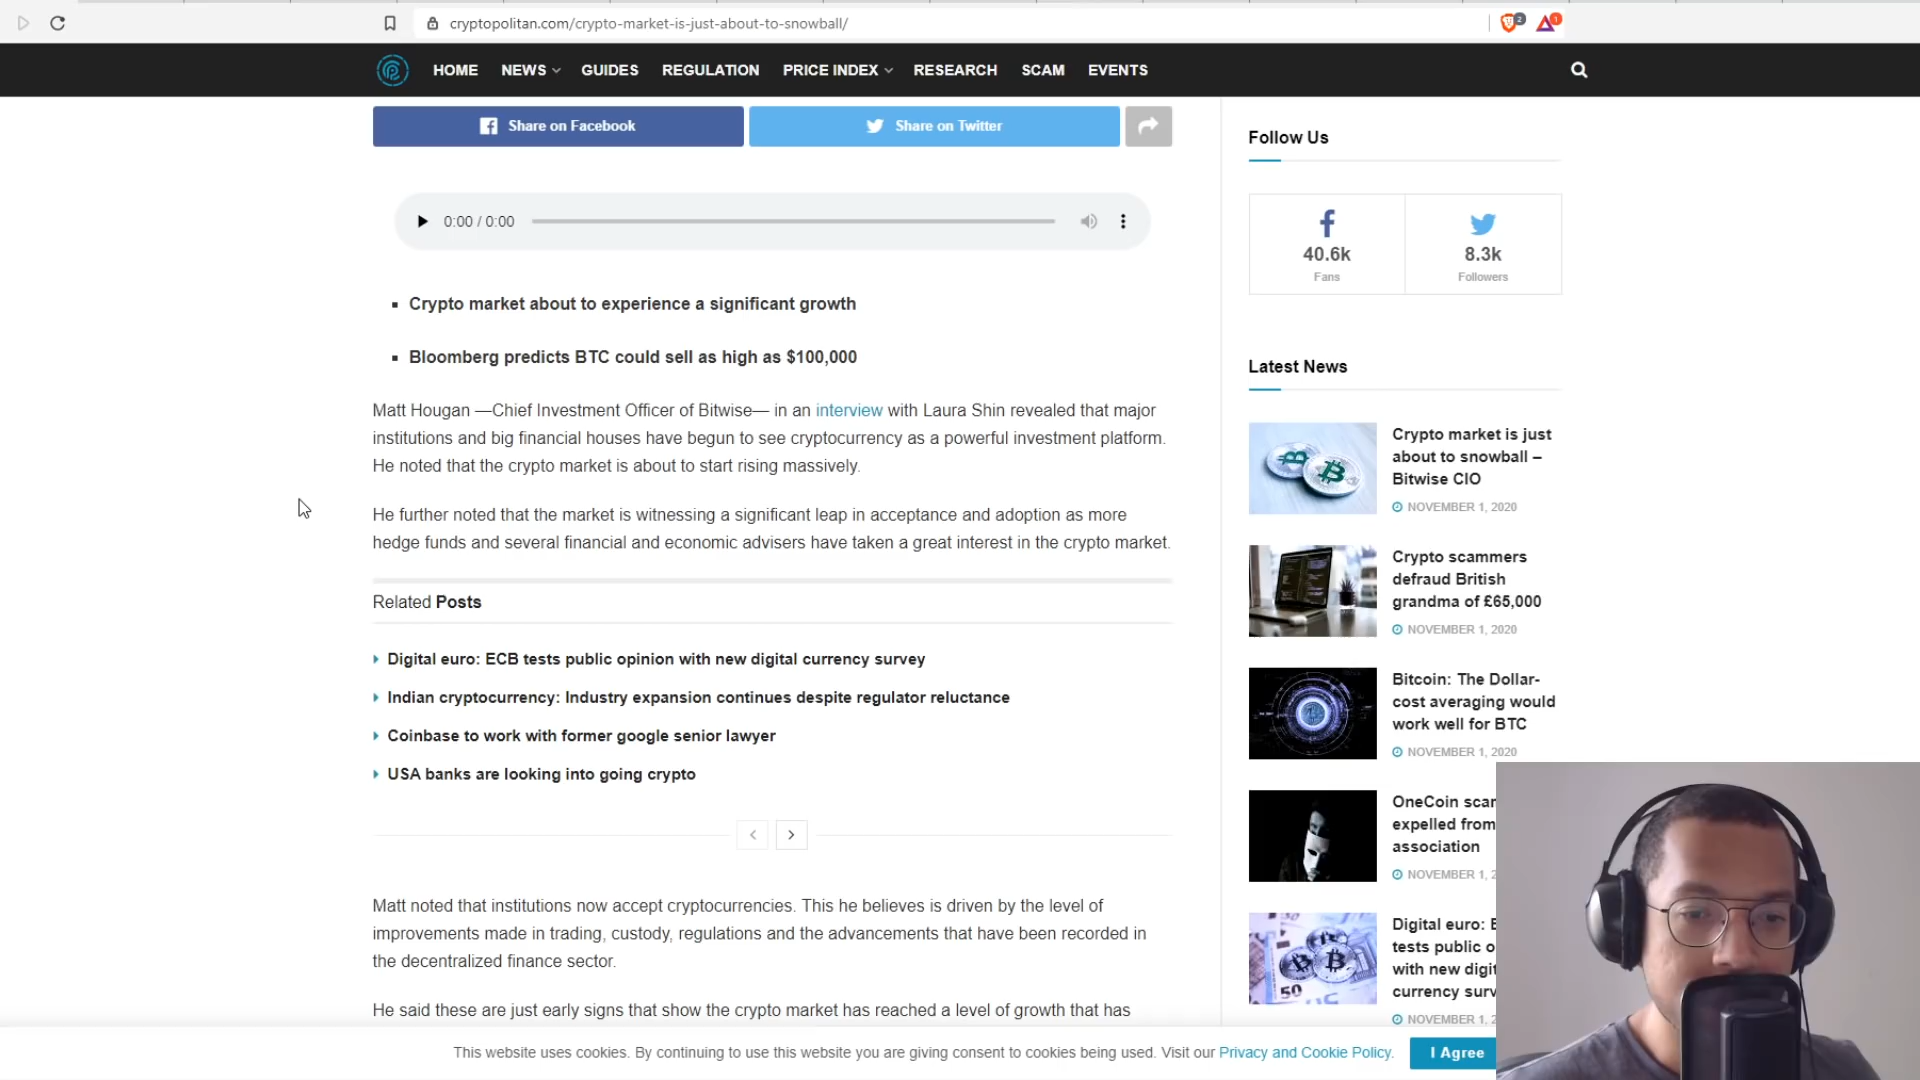 cryptopolitan.com/crypto-market-is-just-about-to-snowball/
2
1
HOME NEWS GUIDES REGULATION PRICE INDEX RESEARCH SCAM EVENTS
Share on Facebook
Share on Twitter
0:00 / 0:00
Crypto market about to experience a significant growth
Bloomberg predicts BTC could sell as high as $100,000
Matt Hougan —Chief Investment Officer of Bitwise— in an interview with Laura Shin revealed that major
institutions and big financial houses have begun to see cryptocurrency as a powerful investment platform.
He noted that the crypto market is about to start rising massively.
He further noted that the market is witnessing a significant leap in acceptance and adoption as more
hedge funds and several financial and economic advisers have taken a great interest in the crypto market.
Related Posts
Digital euro: ECB tests public opinion with new digital currency survey
Indian cryptocurrency: Industry expansion continues despite regulator reluctance
Coinbase to work with former google senior lawyer
USA banks are looking into going crypto
Matt noted that institutions now accept cryptocurrencies. This he believes is driven by the level of
improvements made in trading, custody, regulations and the advancements that have been recorded in
the decentralized finance sector.
He said these are just early signs that show the crypto market has reached a level of growth that has
Follow Us
40.6k
Fans
8.3k
Followers
Latest News
Crypto market is just
about to snowball –
Bitwise CIO
NOVEMBER 1, 2020
Crypto scammers
defraud British
grandma of £65,000
NOVEMBER 1, 2020
Bitcoin: The Dollar-
cost averaging would
work well for BTC
NOVEMBER 1, 2020
OneCoin scar
expelled from
association
NOVEMBER 1, 2
50
Digital euro: E
tests public o
with new digit
currency surv
NOVEMBER 1, 2
This website uses cookies. By continuing to use this website you are giving consent to cookies being used. Visit our Privacy and Cookie Policy.
I Agree